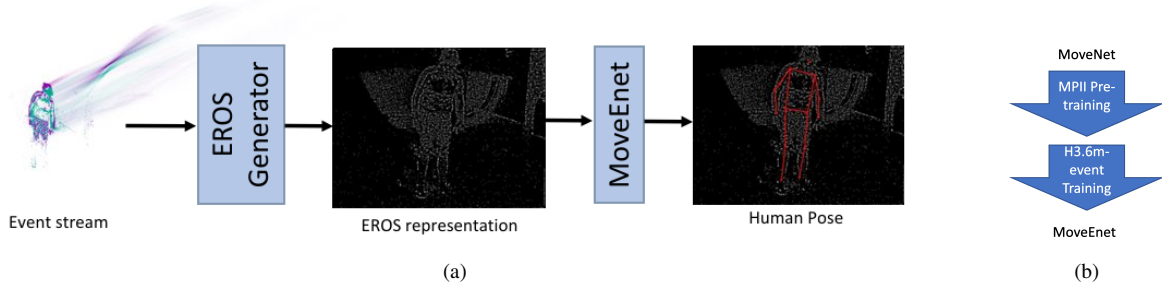 Event stream
EROS
Generator
EROS representation
MoveEnet
Human Pose
(a)
MoveNet
MPII Pre-
training
H3.6m-
event
Training
MoveEnet
(b)